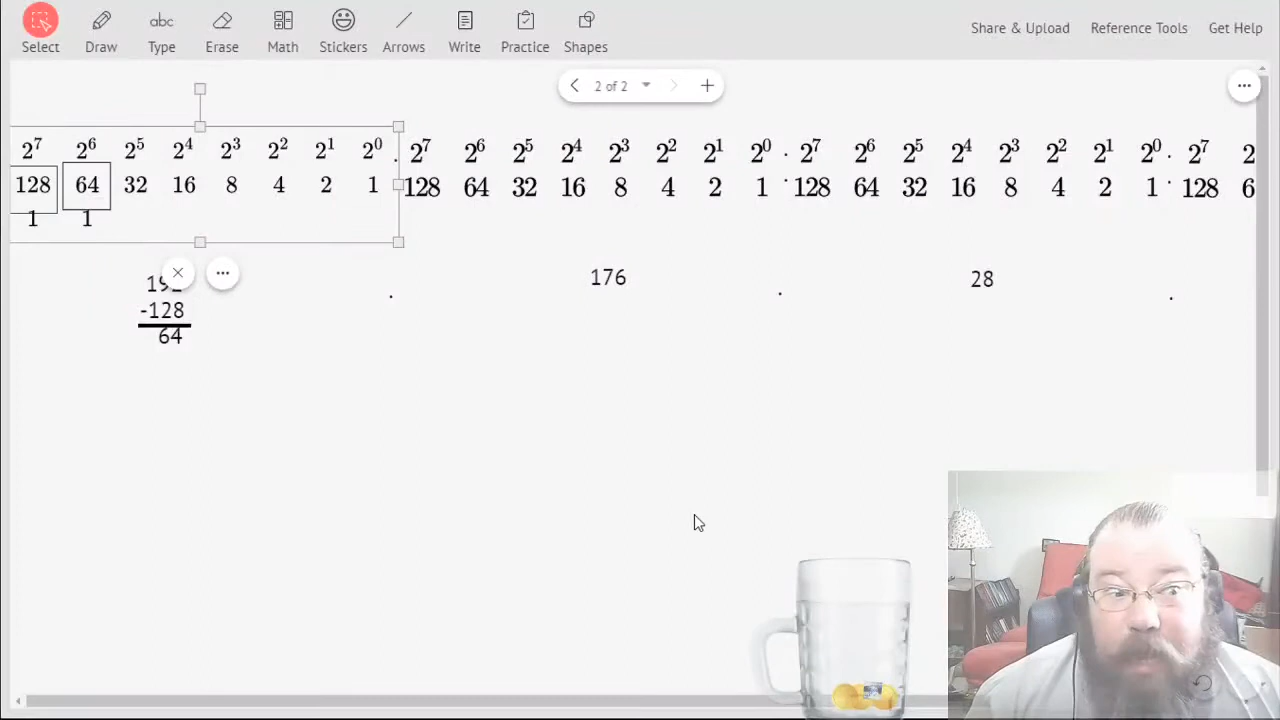 Select Draw Type Erase Math Stickers Arrows Write Practice Shapes Share & Upload Reference Tools Get Help
abc
2 of 2
2⁷ 2⁶ 2⁵ 2⁴ 2³ 2² 2¹ 2⁰ . 2⁷ 2⁶ 2⁵ 2⁴ 2³ 2² 2¹ 2⁰ . 2⁷ 2⁶ 2⁵ 2⁴ 2³ 2² 2¹ 2⁰ . 2⁷ 2
128 64 32 16 8 4 2 1 128 64 32 16 8 4 2 1 . 128 64 32 16 8 4 2 1 . 128 6
1 1
176 . 28 .
-128
64